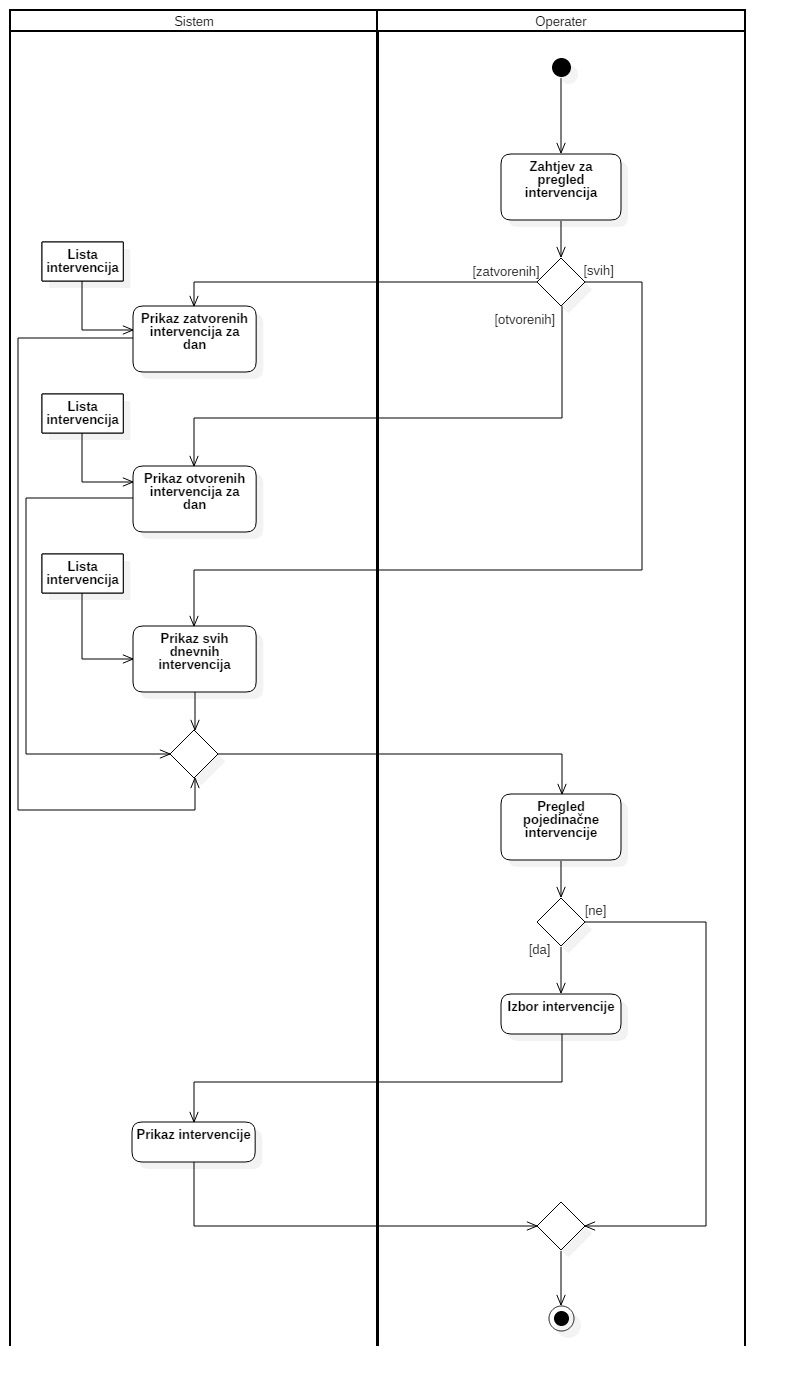 Sistem
Operater
Zahtjev za
pregled
intervencija
[zatvorenih]
[svih]
[otvorenih]
Lista
intervencija
Prikaz zatvorenih
intervencija za
dan
Lista
intervencija
Prikaz otvorenih
intervencija za
dan
Lista
intervencija
Prikaz svih
dnevnih
intervencija
Pregled
pojedinačne
intervencije
[ne]
[da]
Izbor intervencije
Prikaz intervencije